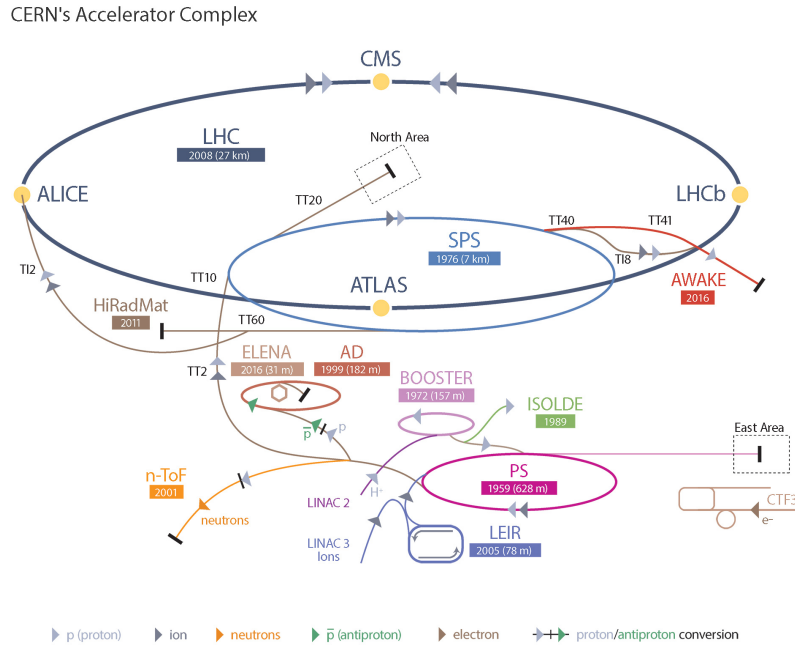 CERN's Accelerator Complex
CMS
LHC
2008 (27 km)
North Area
ALICE
LHCb
TT20
TT40
TT41
SPS
1976 (7 km)
TI8
TI2
TT10
ATLAS
AWAKE
2016
HiRadMat
2011
TT60
ELENA
2016 (31 m)
AD
1999 (182 m)
TT2
BOOSTER
1972 (157 m)
ISOLDE
1989
p
p̅
East Area
n-ToF
2001
PS
1959 (628 m)
H⁻
LINAC 2
neutrons
CTF3
e-
LEIR
2005 (78 m)
LINAC 3
Ions
p (proton)
ion
neutrons
p̅ (antiproton)
electron
proton/antiproton conversion